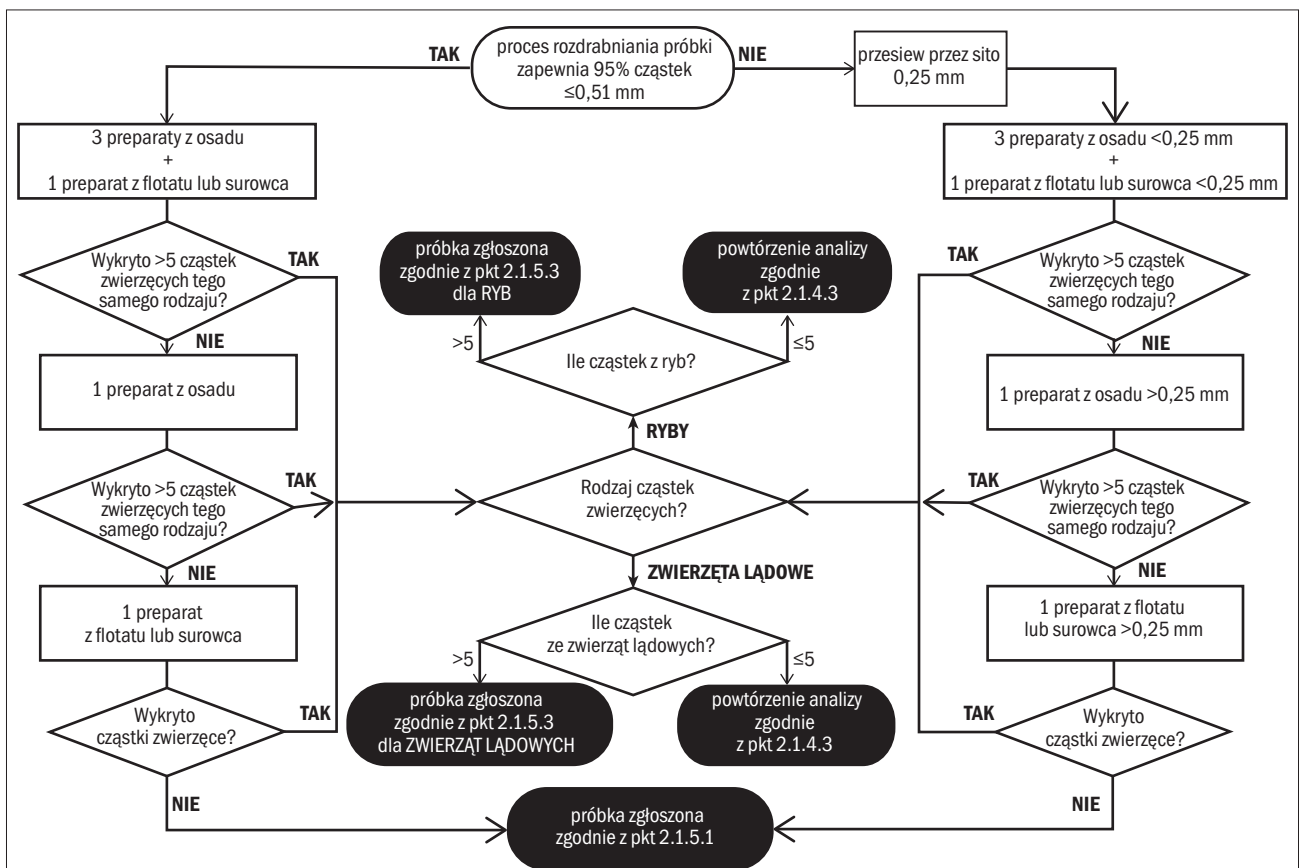 TAK
proces rozdrabniania próbki
zapewnia 95% cząstek
≤0,51 mm
NIE
przesiew przez sito
0,25 mm
3 preparaty z osadu
+
1 preparat z flotatu lub surowca
3 preparaty z osadu <0,25 mm
+
1 preparat z flotatu lub surowca <0,25 mm
Wykryto >5 cząstek
zwierzęcych tego
samego rodzaju?
TAK
próbka zgłoszona
zgodnie z pkt 2.1.5.3
dla RYB
powtórzenie analizy
zgodnie
z pkt 2.1.4.3
TAK
Wykryto >5 cząstek
zwierzęcych tego
samego rodzaju?
NIE
>5
Ile cząstek z ryb?
≤5
NIE
1 preparat z osadu
1 preparat z osadu >0,25 mm
RYBY
Wykryto >5 cząstek
zwierzęcych tego
samego rodzaju?
TAK
Rodzaj cząstek
zwierzęcych?
TAK
Wykryto >5 cząstek
zwierzęcych tego
samego rodzaju?
NIE
ZWIERZĘTA LĄDOWE
NIE
1 preparat
z flotatu lub surowca
Ile cząstek
ze zwierząt lądowych?
1 preparat z flotatu
lub surowca >0,25 mm
>5
≤5
Wykryto
cząstki zwierzęce?
TAK
próbka zgłoszona
zgodnie z pkt 2.1.5.3
dla ZWIERZĄT LĄDOWYCH
powtórzenie analizy
zgodnie
z pkt 2.1.4.3
TAK
Wykryto
cząstki zwierzęce?
NIE
próbka zgłoszona
zgodnie z pkt 2.1.5.1
NIE